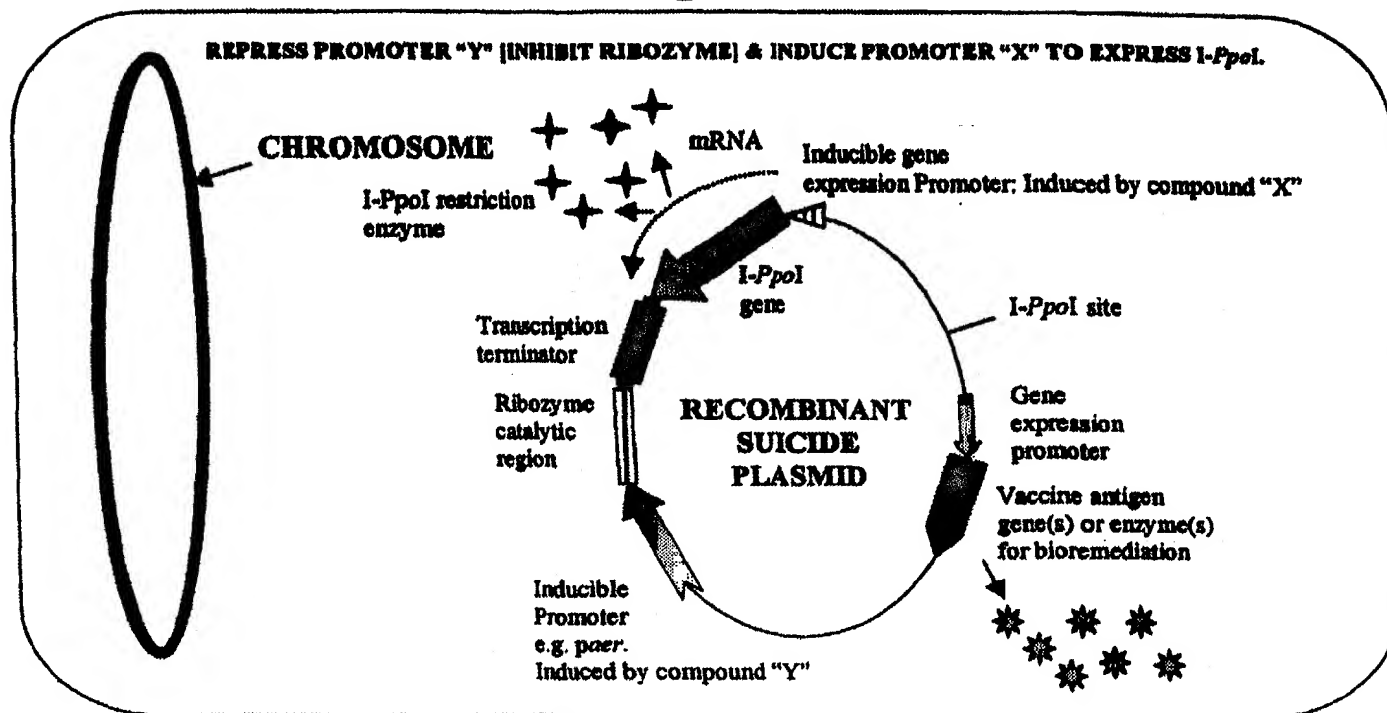 REPRESS PROMOTER “Y” [INHIBIT RIBOZYME] & INDUCE PROMOTER “X” TO EXPRESS I-PpoI.
CHROMOSOME
mRNA
Inducible gene
expression Promoter: Induced by compound “X”
I-PpoI restriction
enzyme
I-PpoI
gene
I-PpoI site
Transcription
terminator
Ribozyme
catalytic
region
RECOMBINANT
SUICIDE
PLASMID
Gene
expression
promoter
Vaccine antigen
gene(s) or enzyme(s)
for bioremediation
Inducible
Promoter
e.g. paer.
Induced by compound “Y”